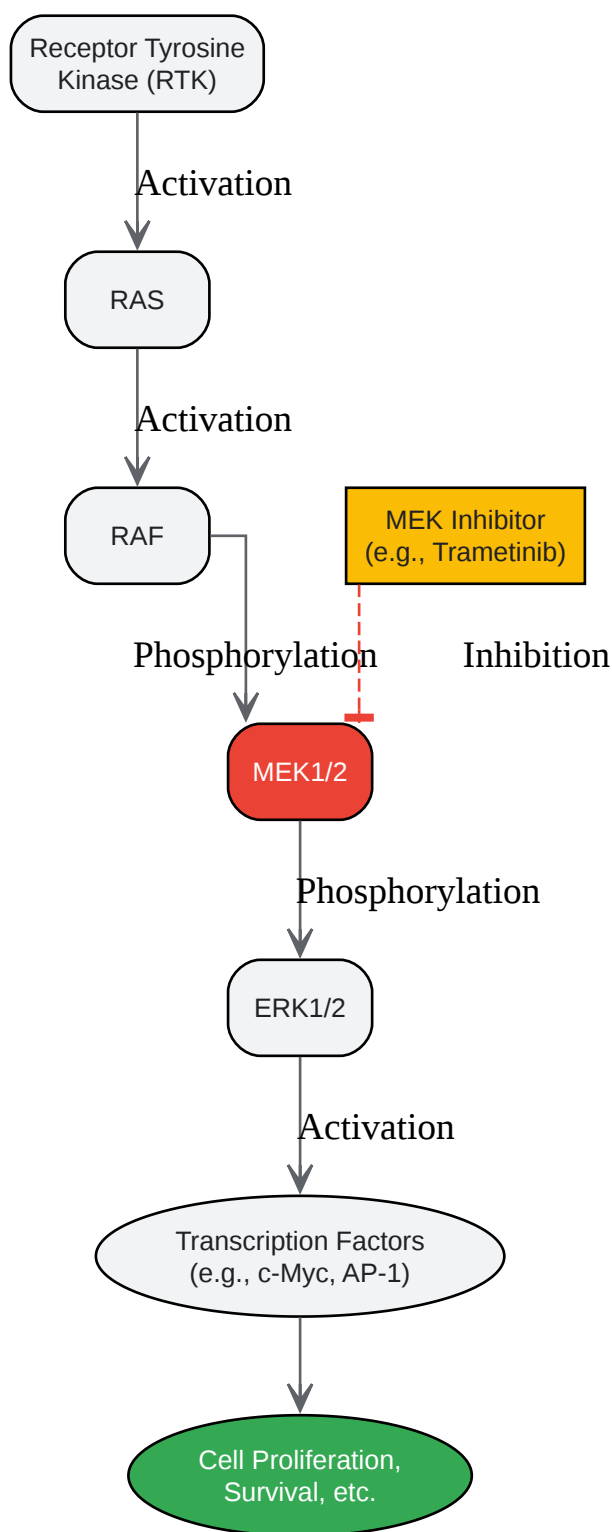 Receptor Tyrosine
Kinase (RTK)
Activation
RAS
Activation
RAF
MEK Inhibitor
(e.g., Trametinib)
Phosphorylation
Inhibition
MEK1/2
Phosphorylation
ERK1/2
Activation
Transcription Factors
(e.g., c-Myc, AP-1)
Cell Proliferation,
Survival, etc.